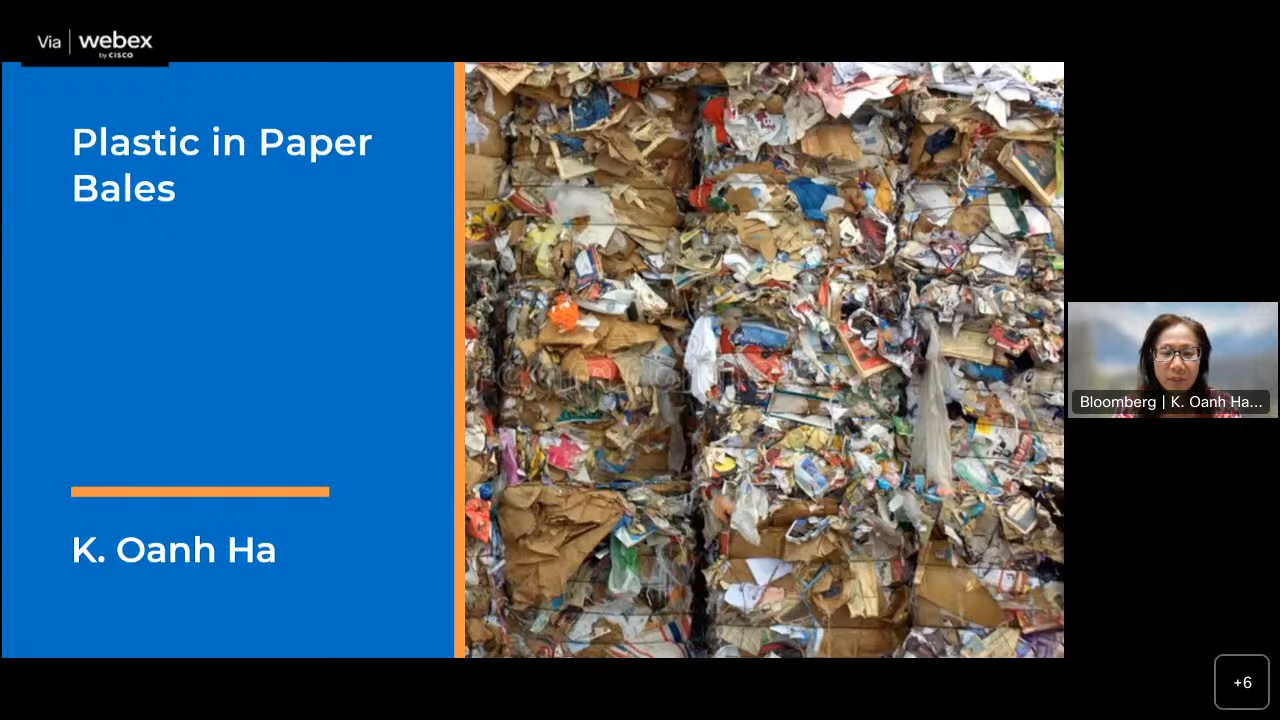 Via | webex
by CISCO
Plastic in Paper
Bales
K. Oanh Ha
Bloomberg | K. Oanh Ha...
+6